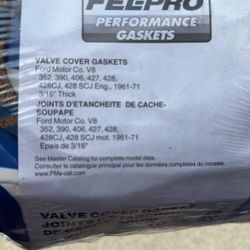 FELPRO
PERFORMANCE
GASKETS
VALVE COVER GASKETS
Ford Motor Co. V8
352, 390, 406, 427, 428,
428CJ, 428 SCJ Eng., 1961-71
3/16" Thick
JOINTS D'ETANCHEITE DE CACHE-
SOUPAPE
Ford Motor Co. V8
352, 390, 406, 427, 428,
428CJ, 428 SCJ mot. 1961-71
Epais de 3/16"
See Master Catalog for complete model data.
Consulter le catalogue principal pour les données complètes du modèle.
www.FMe-cat.com
VALVE COVER GASKET